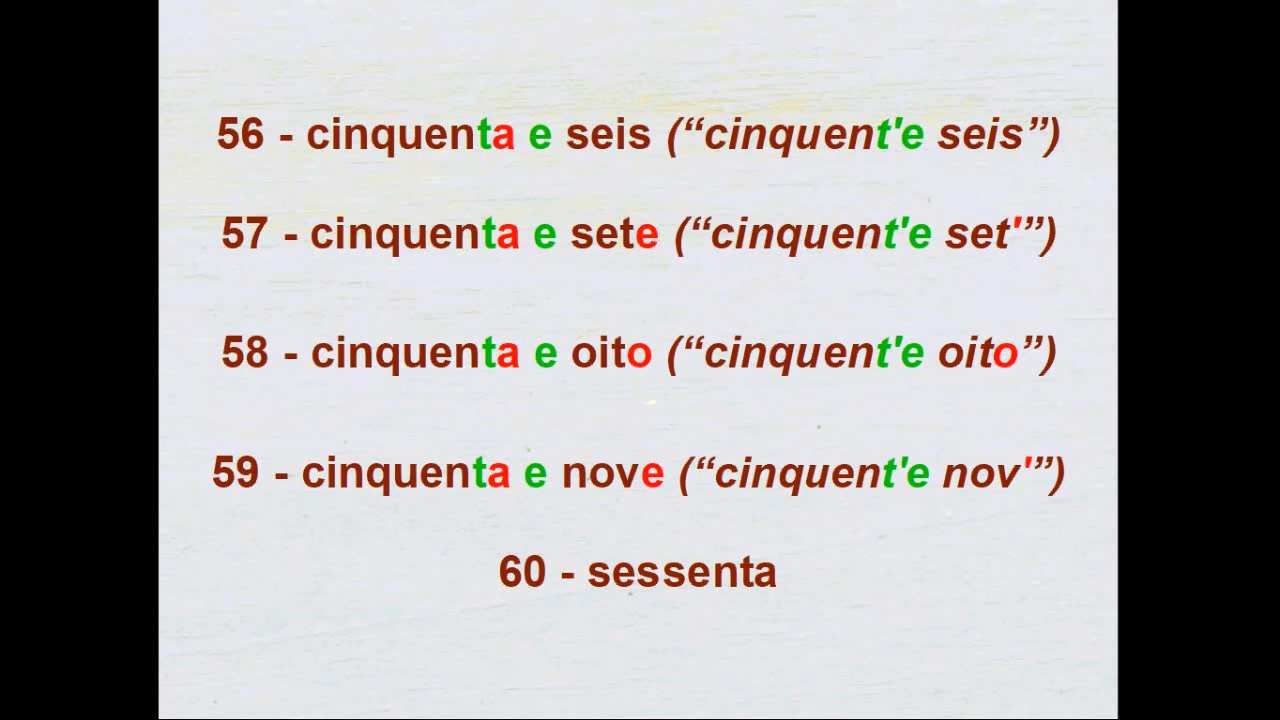 56 - cinquenta e seis (“cinquent'e seis”)
57 - cinquenta e sete (“cinquent'e set'”)
58 - cinquenta e oito (“cinquent'e oito”)
59 - cinquenta e nove (“cinquent'e nov'”)
60 - sessenta